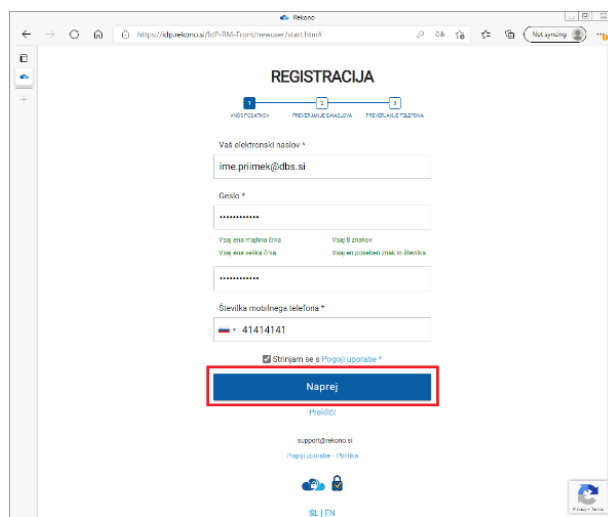 Rekono
https://idp.rekono.si/IdP-RM-Front/newuser/start.htm#
Not syncing
REGISTRACIJA
1 2 3
VNOS PODATKOV PREVERJANJE E-NASLOVA PREVERJANJE TELEFONA
Vaš elektronski naslov *
ime.priimek@dbs.si
Geslo *
Vsaj ena majhna črka Vsaj 8 znakov
Vsaj ena velika črka Vsaj en poseben znak in številka
Številka mobilnega telefona *
41414141
Strinjam se s Pogoji uporabe *
Naprej
Prekliči
support@rekono.si
Pogoji uporabe - Politika
SL | EN
Privacy - Terms